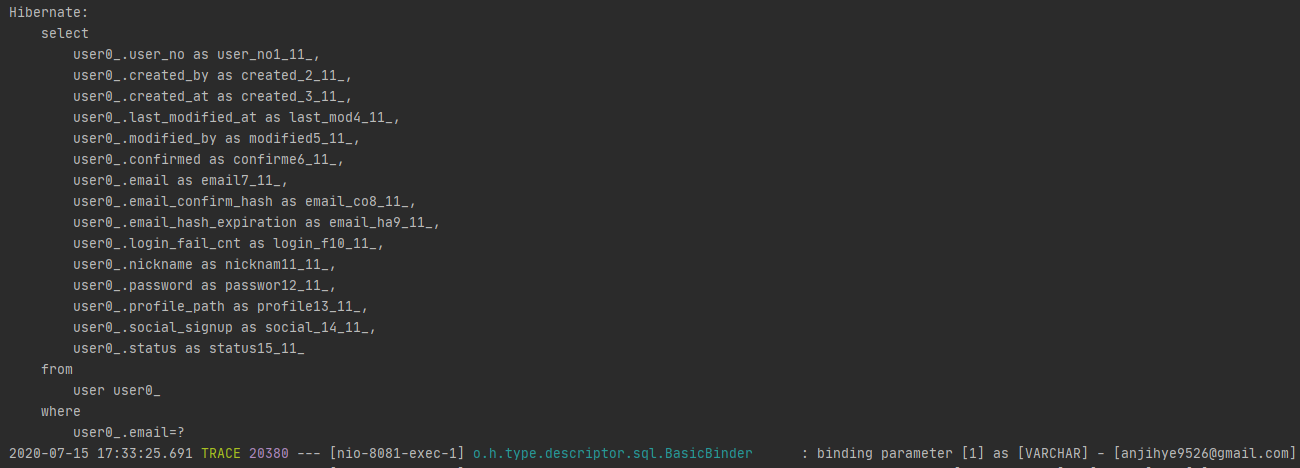 Hibernate:
    select
        user0_.user_no as user_no1_11_,
        user0_.created_by as created_2_11_,
        user0_.created_at as created_3_11_,
        user0_.last_modified_at as last_mod4_11_,
        user0_.modified_by as modified5_11_,
        user0_.confirmed as confirme6_11_,
        user0_.email as email7_11_,
        user0_.email_confirm_hash as email_co8_11_,
        user0_.email_hash_expiration as email_ha9_11_,
        user0_.login_fail_cnt as login_f10_11_,
        user0_.nickname as nicknam11_11_,
        user0_.password as passwor12_11_,
        user0_.profile_path as profile13_11_,
        user0_.social_signup as social_14_11_,
        user0_.status as status15_11_
    from
        user user0_
    where
        user0_.email=?
2020-07-15 17:33:25.691 TRACE 20380 --- [nio-8081-exec-1] o.h.type.descriptor.sql.BasicBinder      : binding parameter [1] as [VARCHAR] - [anjihye9526@gmail.com]